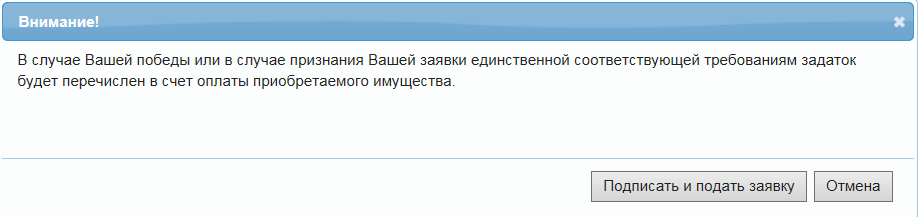 Внимание!
В случае Вашей победы или в случае признания Вашей заявки единственной соответствующей требованиям задаток
будет перечислен в счет оплаты приобретаемого имущества.
Подписать и подать заявку Отмена